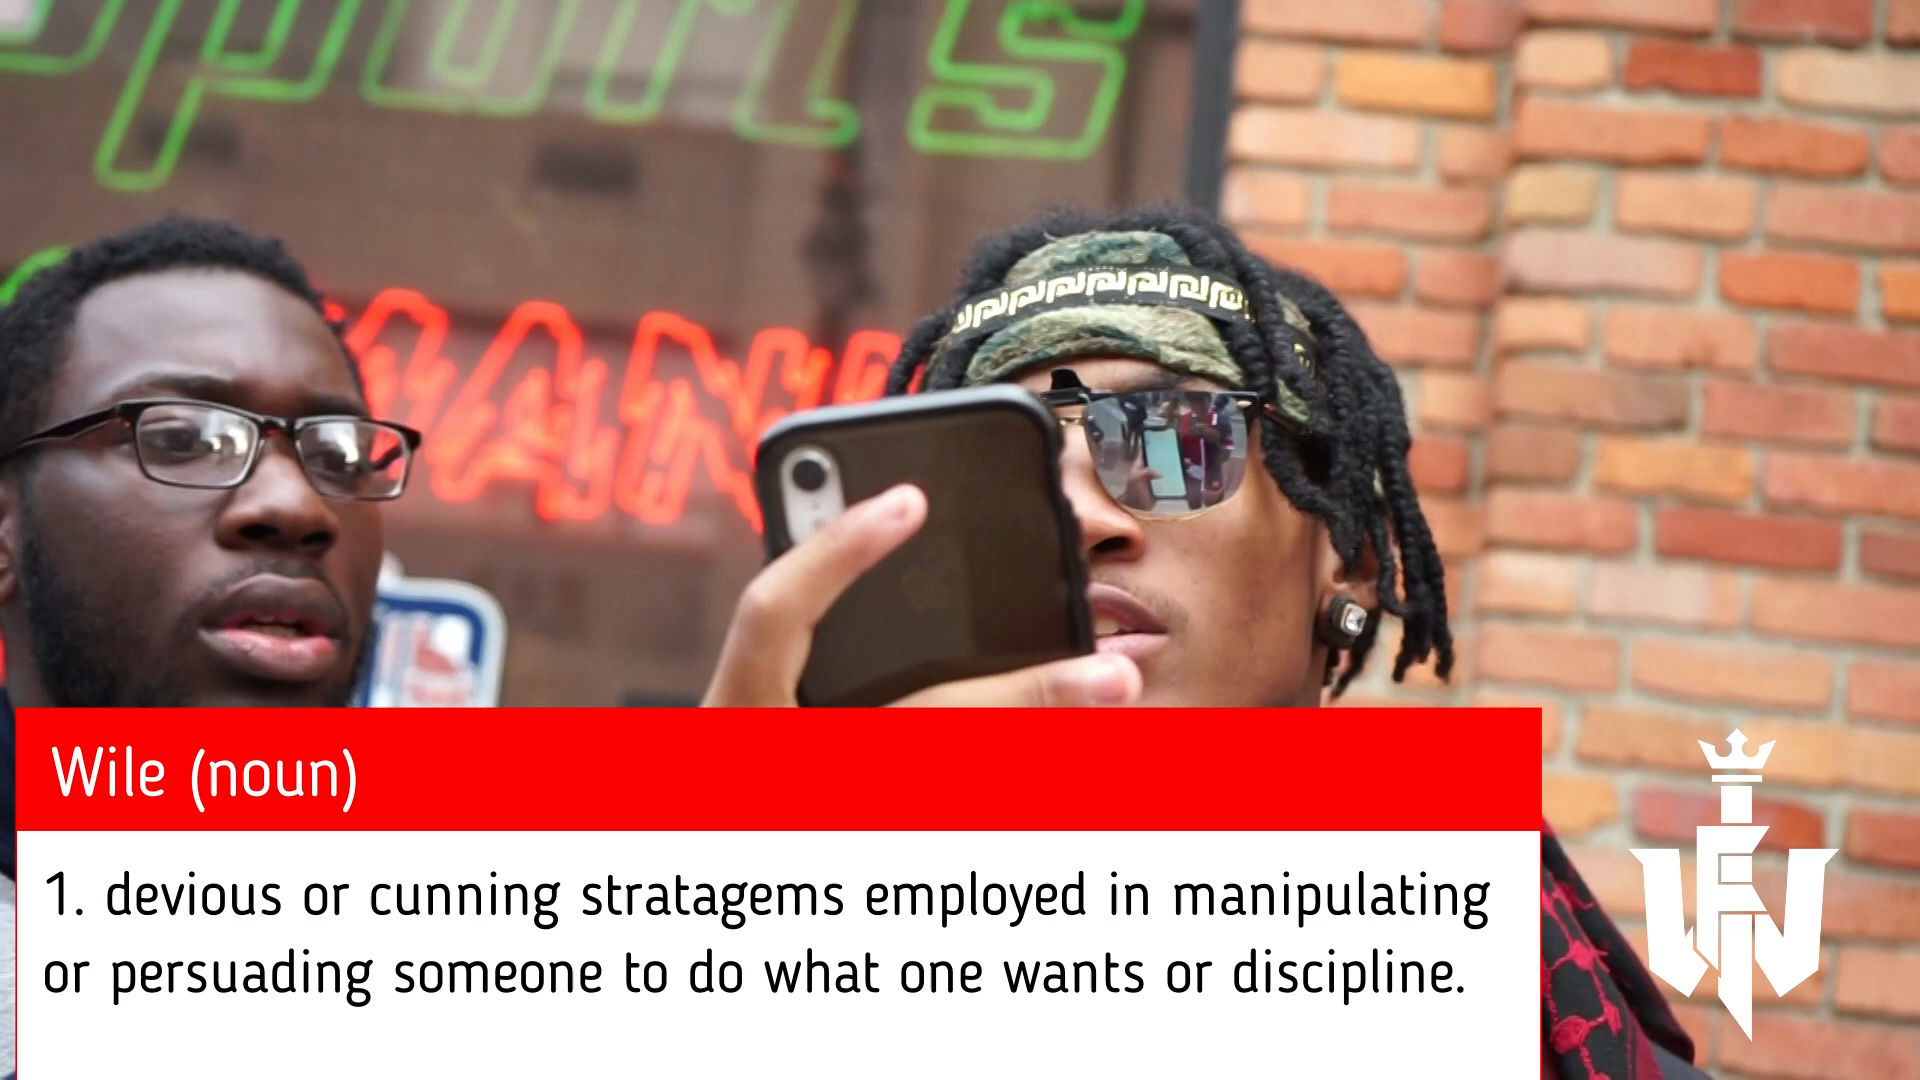 ports
Wile (noun)
1. devious or cunning stratagems employed in manipulating
or persuading someone to do what one wants or discipline.